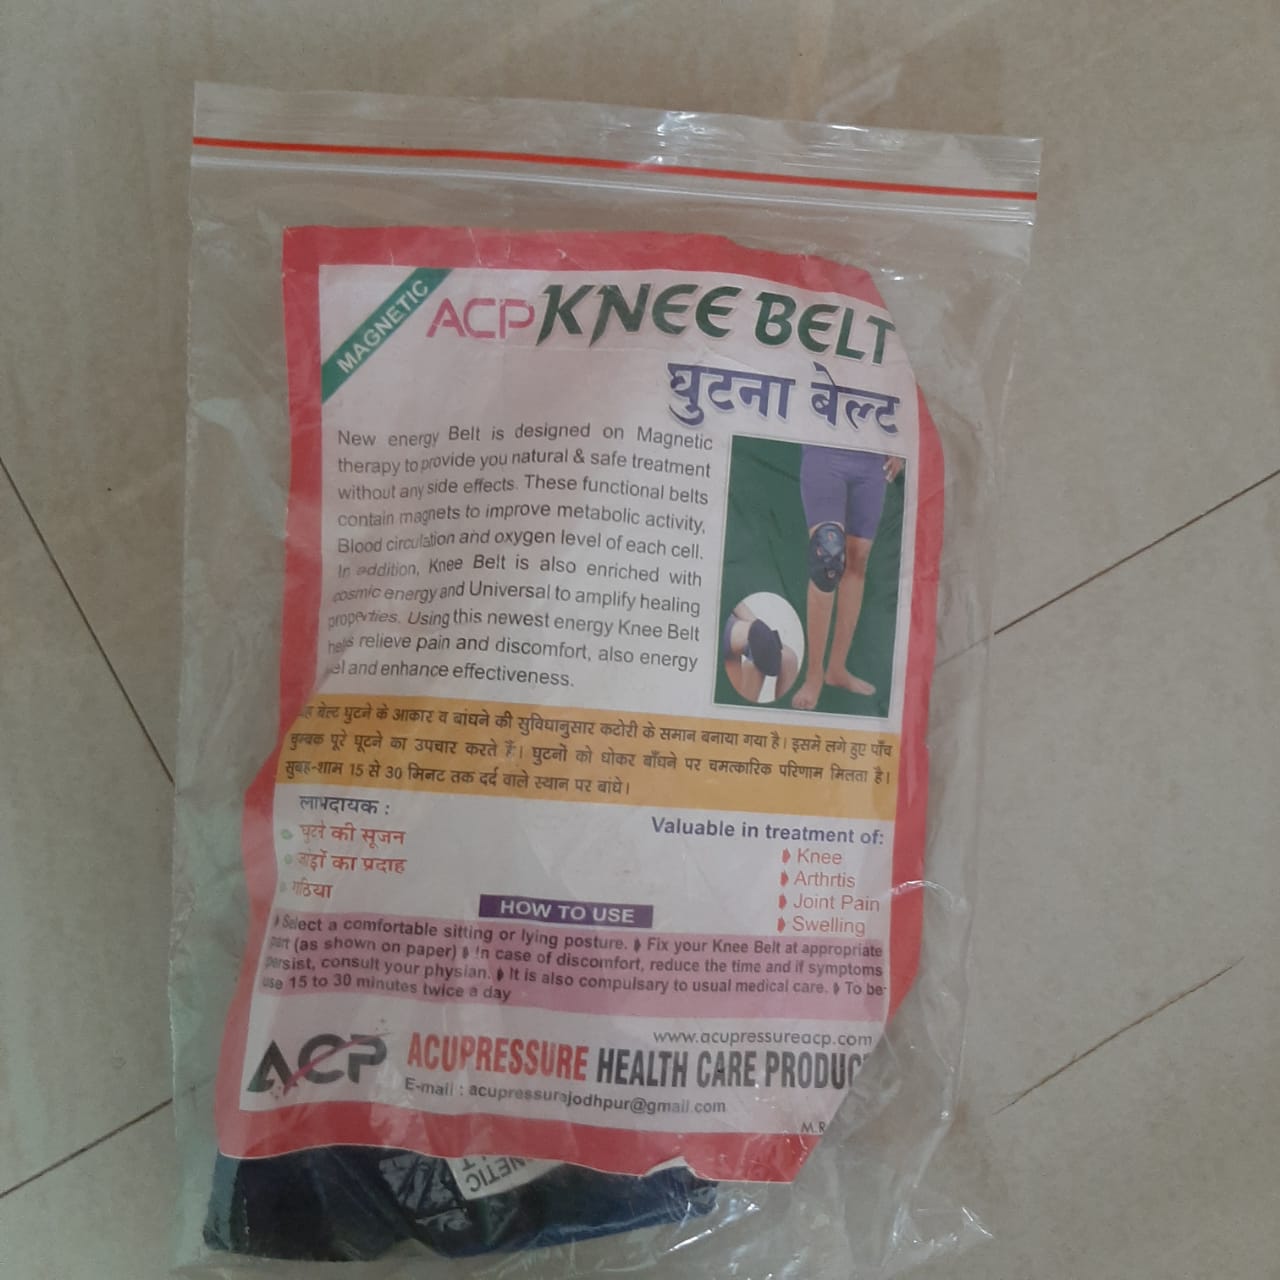 MAGNETIC
ACP KNEE BELT
घुटना बेल्ट
New energy Belt is designed on Magnetic
therapy to provide you natural & safe treatment
without any side effects. These functional belts
contain magnets to improve metabolic activity,
Blood circulation and oxygen level of each cell.
In addition, Knee Belt is also enriched with
cosmic energy and Universal to amplify healing
properties. Using this newest energy Knee Belt
helps relieve pain and discomfort, also energy
and enhance effectiveness.
बेल्ट घुटने के आकार व बांधने की सुविधानुसार कटोरी के समान बनाया गया है। इसमें लगे हुए पाँच
चुम्बक पूरे घूटने का उपचार करते हैं। घुटनों को धोकर बाँधने पर चमत्कारिक परिणाम मिलता है।
सुबह-शाम 15 से 30 मिनट तक दर्द वाले स्थान पर बांधे।
लाभदायक :
घुटने की सूजन
जोड़ों का प्रदाह
गठिया
Valuable in treatment of:
Knee
Arthrtis
Joint Pain
Swelling
HOW TO USE
Select a comfortable sitting or lying posture. Fix your Knee Belt at appropriate
part (as shown on paper) In case of discomfort, reduce the time and if symptoms
persist, consult your physian. It is also compulsary to usual medical care. To be
use 15 to 30 minutes twice a day
www.acupressureacp.com
ACP ACUPRESSURE HEALTH CARE PRODUC
E-mail : acupressurejodhpur@gmail.com
M.R
NETIC